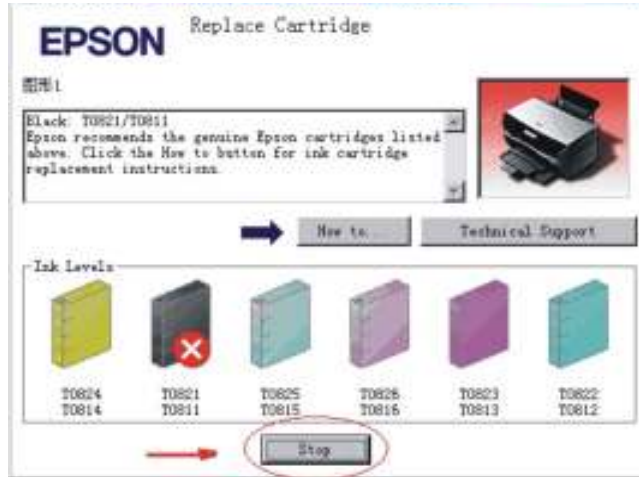 EPSON
Replace Cartridge
图形1
Black: T0821/T0811
Epson recommends the genuine Epson cartridges listed
above. Click the How to button for ink cartridge
replacement instructions.
How to...
Technical Support
Ink Levels
T0824 T0821 T0825 T0826 T0823 T0822
T0814 T0811 T0815 T0816 T0813 T0812
Stop